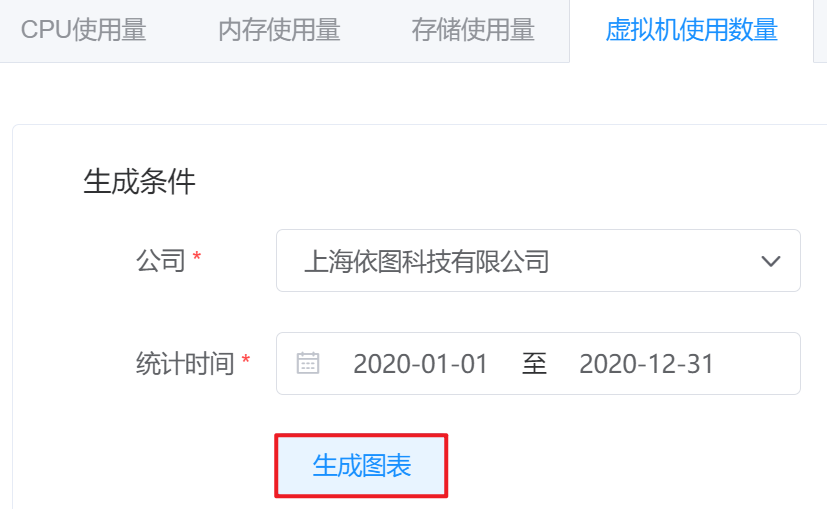 CPU使用量 内存使用量 存储使用量 虚拟机使用数量
生成条件
公司 * 上海依图科技有限公司
统计时间 * 2020-01-01 至 2020-12-31
生成图表